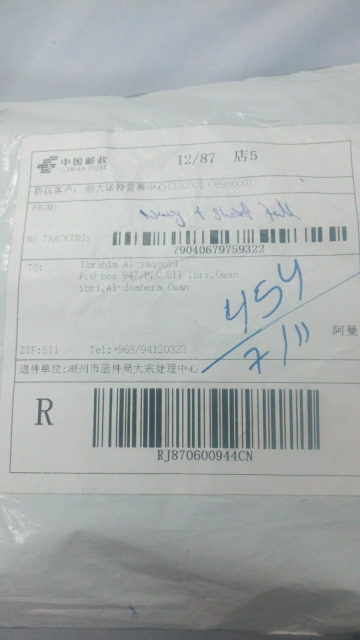 中国邮政
CHINA POST
12/87 店5
FROM:
NO TRACKING:
79040679759322
TO:
Ibrahim Al-yaqoubi
P.O box 947,P.C 511 Ibri,Oman
ibri,Al-dhahera,Oman
454
7/11
阿曼
ZIP:511 Tel:+968/94120323
退件单位:湖州市函件局大宗处理中心
R
RJ870600944CN